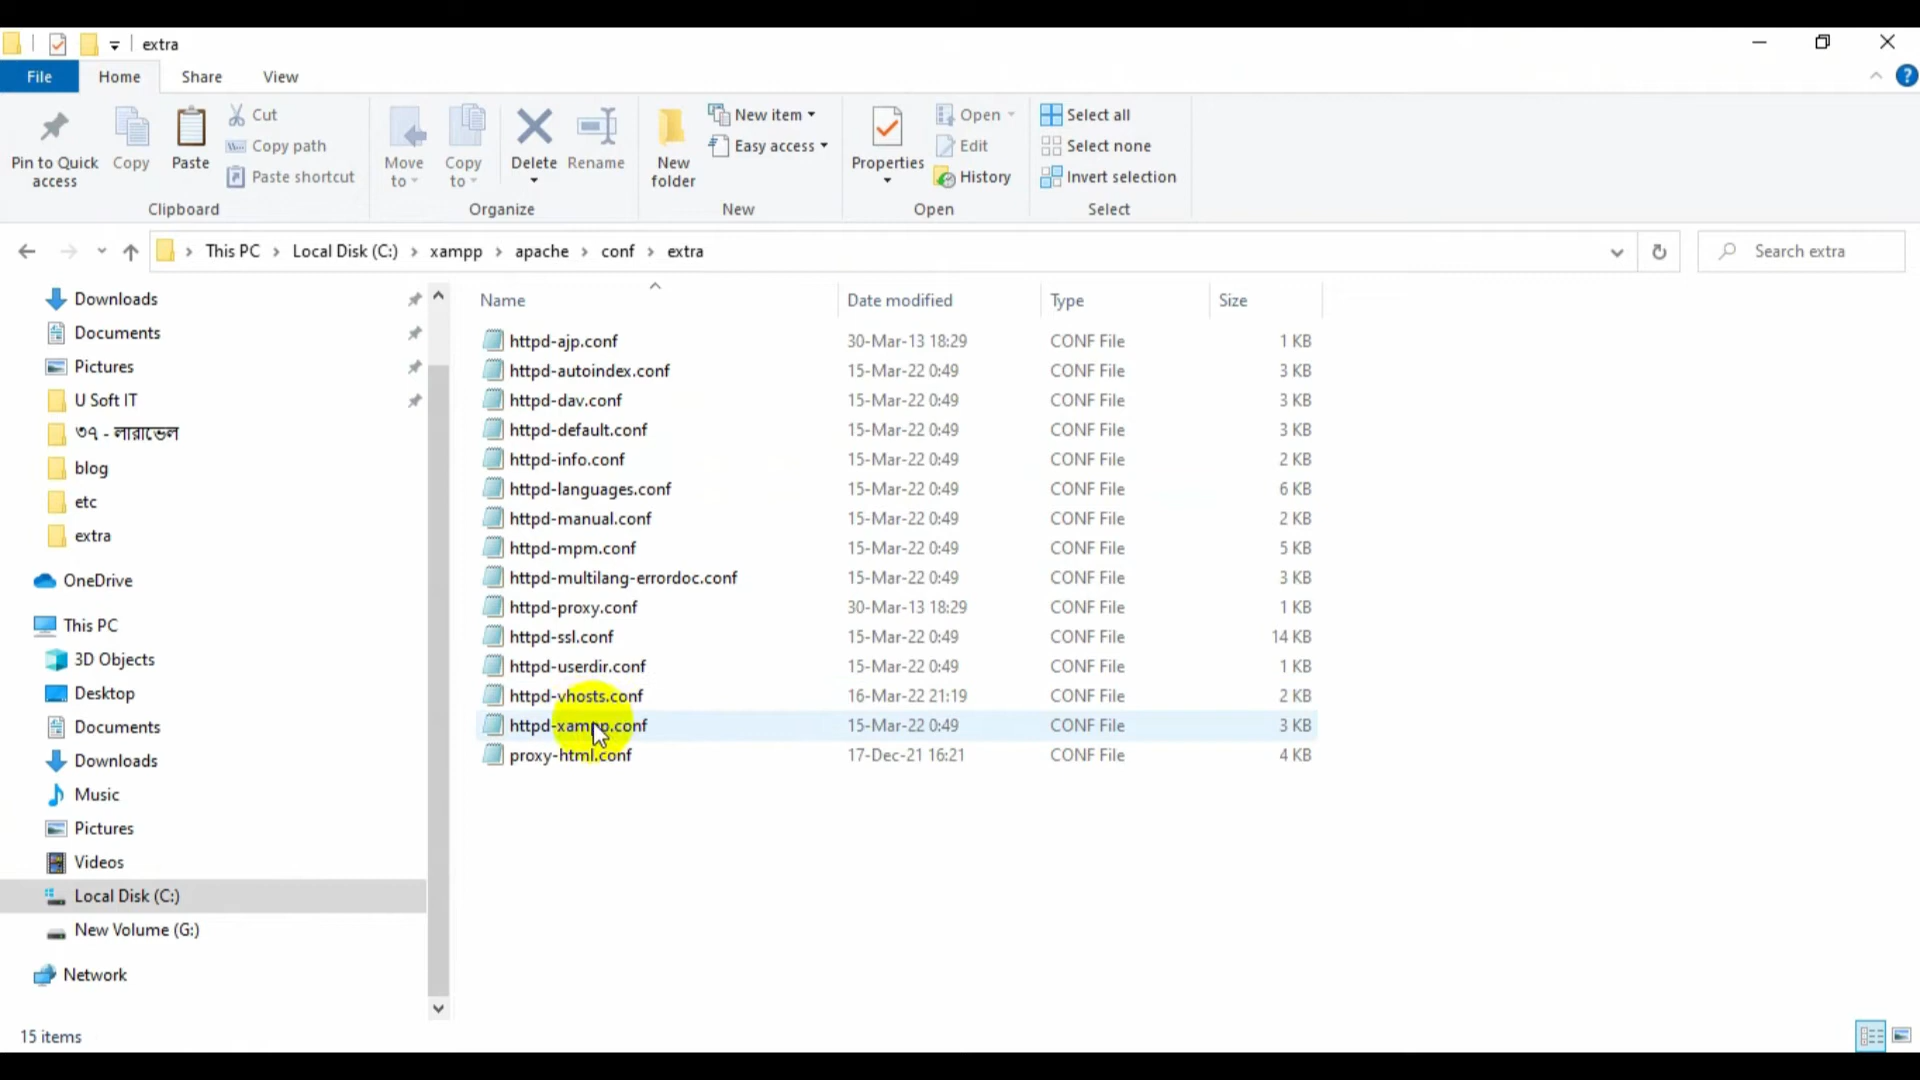 extra
File Home Share View
Pin to Quick access
Copy
Paste
Cut
Copy path
Paste shortcut
Clipboard
Move to
Copy to
Delete
Rename
Organize
New folder
New item
Easy access
New
Properties
Open
Edit
History
Open
Select all
Select none
Invert selection
Select
This PC > Local Disk (C:) > xampp > apache > conf > extra
Search extra
Downloads
Documents
Pictures
U Soft IT
৩৭ - লারাভেল
blog
etc
extra
OneDrive
This PC
3D Objects
Desktop
Documents
Downloads
Music
Pictures
Videos
Local Disk (C:)
New Volume (G:)
Network
Name Date modified Type Size
httpd-ajp.conf 30-Mar-13 18:29 CONF File 1 KB
httpd-autoindex.conf 15-Mar-22 0:49 CONF File 3 KB
httpd-dav.conf 15-Mar-22 0:49 CONF File 3 KB
httpd-default.conf 15-Mar-22 0:49 CONF File 3 KB
httpd-info.conf 15-Mar-22 0:49 CONF File 2 KB
httpd-languages.conf 15-Mar-22 0:49 CONF File 6 KB
httpd-manual.conf 15-Mar-22 0:49 CONF File 2 KB
httpd-mpm.conf 15-Mar-22 0:49 CONF File 5 KB
httpd-multilang-errordoc.conf 15-Mar-22 0:49 CONF File 3 KB
httpd-proxy.conf 30-Mar-13 18:29 CONF File 1 KB
httpd-ssl.conf 15-Mar-22 0:49 CONF File 14 KB
httpd-userdir.conf 15-Mar-22 0:49 CONF File 1 KB
httpd-vhosts.conf 16-Mar-22 21:19 CONF File 2 KB
httpd-xampp.conf 15-Mar-22 0:49 CONF File 3 KB
proxy-html.conf 17-Dec-21 16:21 CONF File 4 KB
15 items